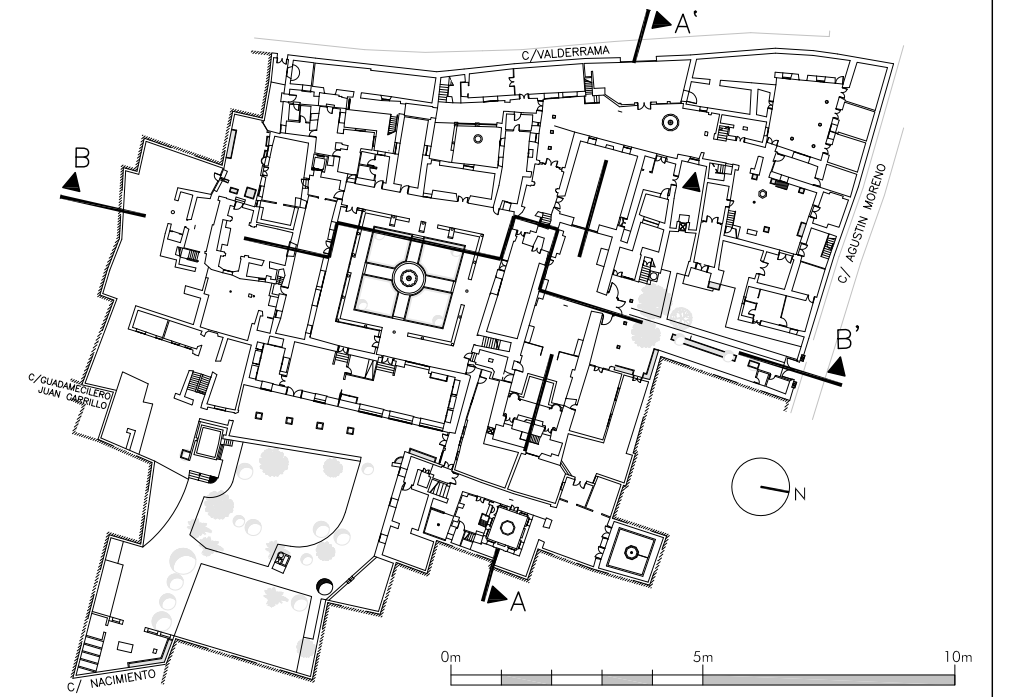 A'
C/VALDERRAMA
B
C/ AGUSTIN MORENO
B'
C/GUADAMECILERO
JUAN CARRILLO
N
A
0m 5m 10m
C/ NACIMIENTO